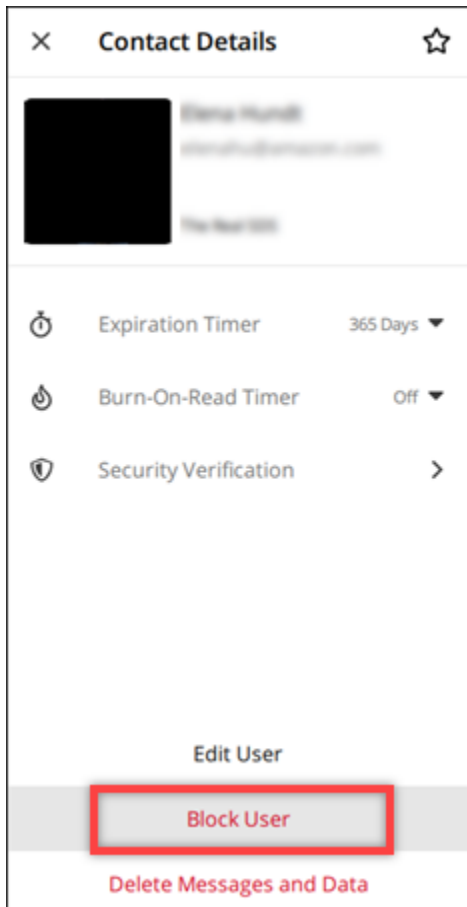 Contact Details
Expiration Timer 365 Days
Burn-On-Read Timer Off
Security Verification
Edit User
Block User
Delete Messages and Data